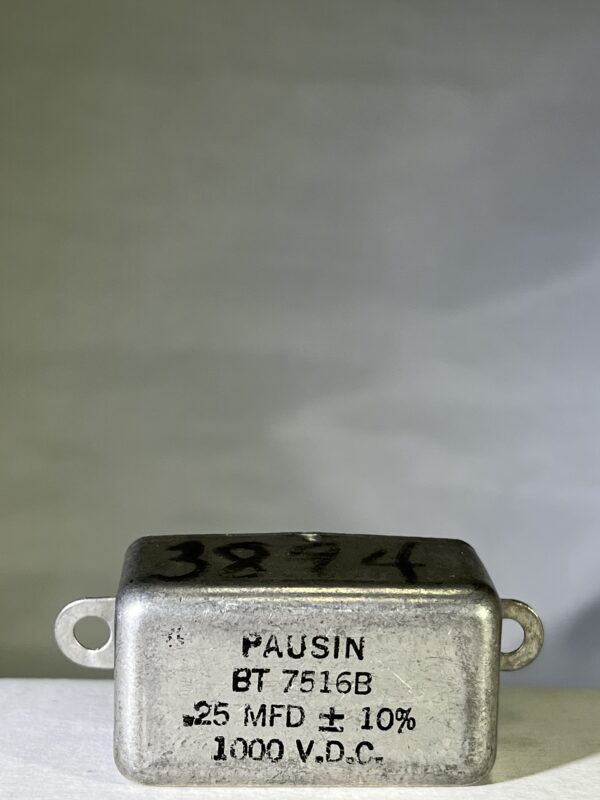 3894
PAUSIN
BT 7516B
.25 MFD ± 10%
1000 V.D.C.